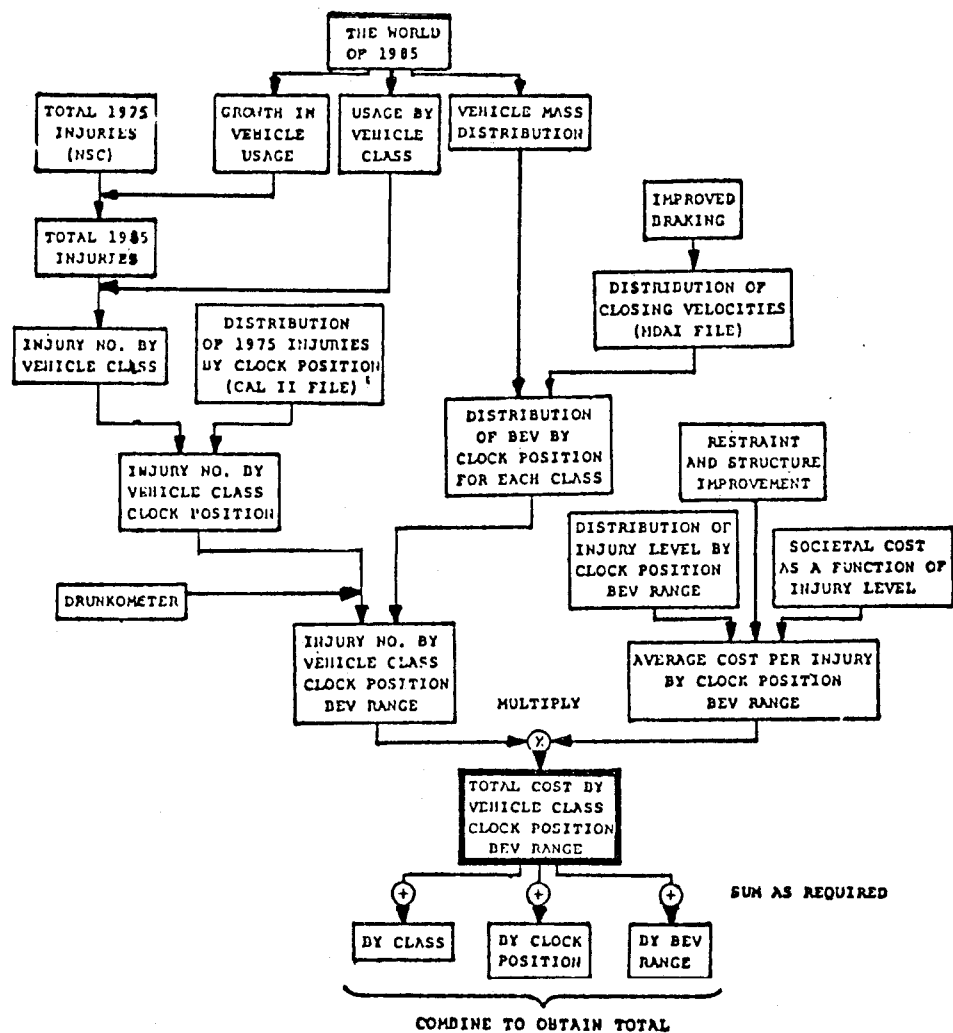 THE WORLD
OF 1985
TOTAL 1975
INJURIES
(NSC)
GROWTH IN
VEHICLE
USAGE
USAGE BY
VEHICLE
CLASS
VEHICLE MASS
DISTRIBUTION
IMPROVED
BRAKING
TOTAL 1985
INJURIES
DISTRIBUTION OF
CLOSING VELOCITIES
(MDAI FILE)
INJURY NO. BY
VEHICLE CLASS
DISTRIBUTION
OF 1975 INJURIES
BY CLOCK POSITION
(CAL II FILE)
DISTRIBUTION
OF BEV BY
CLOCK POSITION
FOR EACH CLASS
RESTRAINT
AND STRUCTURE
IMPROVEMENT
INJURY NO. BY
VEHICLE CLASS
CLOCK POSITION
DISTRIBUTION OF
INJURY LEVEL BY
CLOCK POSITION
BEV RANGE
SOCIETAL COST
AS A FUNCTION OF
INJURY LEVEL
DRUNKOMETER
INJURY NO. BY
VEHICLE CLASS
CLOCK POSITION
BEV RANGE
AVERAGE COST PER INJURY
BY CLOCK POSITION
BEV RANGE
MULTIPLY
X
TOTAL COST BY
VEHICLE CLASS
CLOCK POSITION
BEV RANGE
+ + +
SUM AS REQUIRED
BY CLASS
BY CLOCK
POSITION
BY BEV
RANGE
COMBINE TO OBTAIN TOTAL